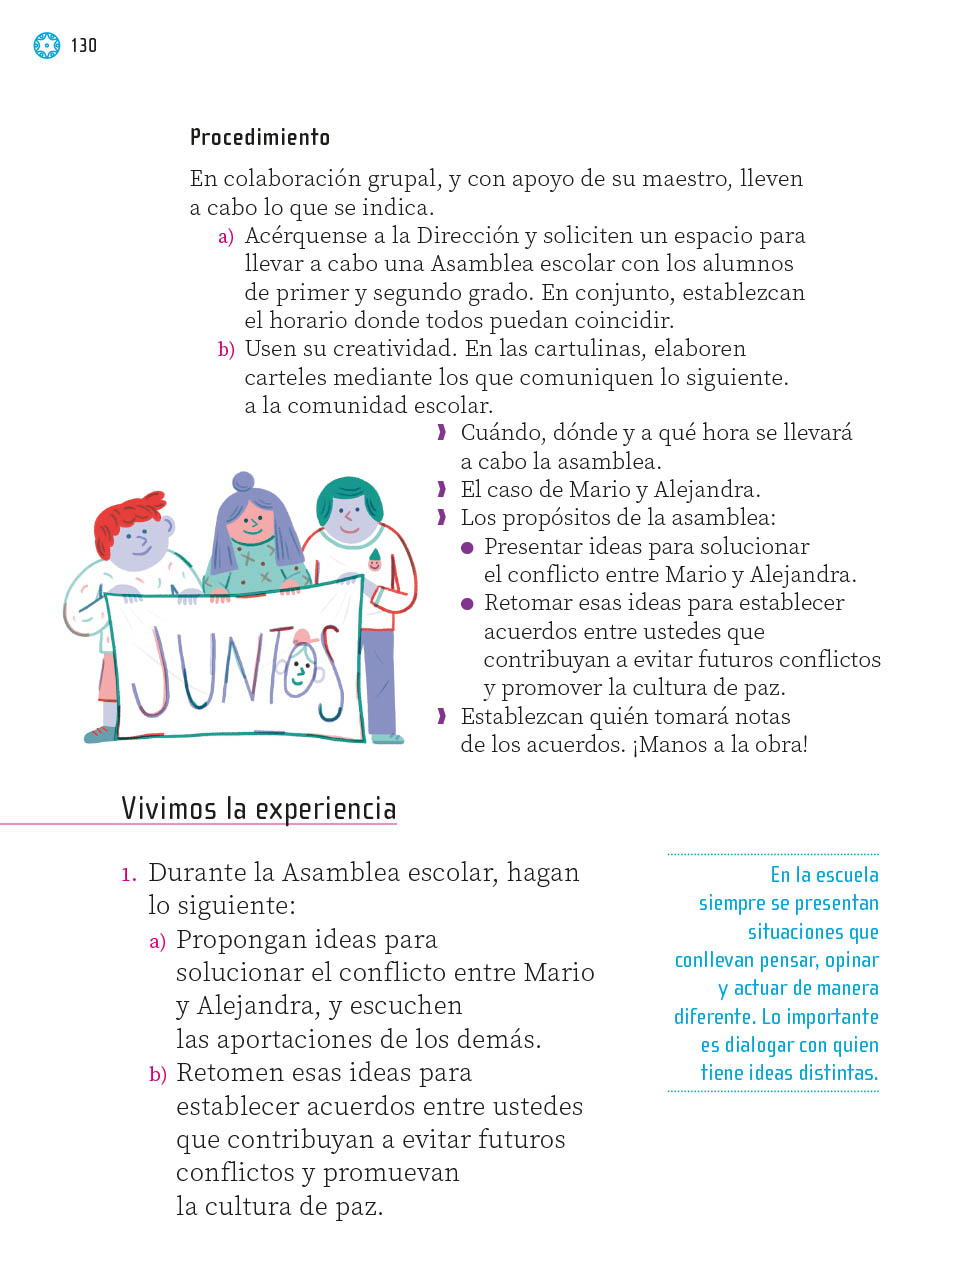 130
Procedimiento
En colaboración grupal, y con apoyo de su maestro, lleven
a cabo lo que se indica.
a) Acérquense a la Dirección y soliciten un espacio para
llevar a cabo una Asamblea escolar con los alumnos
de primer y segundo grado. En conjunto, establezcan
el horario donde todos puedan coincidir.
b) Usen su creatividad. En las cartulinas, elaboren
carteles mediante los que comuniquen lo siguiente.
a la comunidad escolar.
Cuándo, dónde y a qué hora se llevará
a cabo la asamblea.
El caso de Mario y Alejandra.
Los propósitos de la asamblea:
● Presentar ideas para solucionar
el conflicto entre Mario y Alejandra.
● Retomar esas ideas para establecer
acuerdos entre ustedes que
contribuyan a evitar futuros conflictos
y promover la cultura de paz.
Establezcan quién tomará notas
de los acuerdos. ¡Manos a la obra!
JUNTOS
Vivimos la experiencia
1. Durante la Asamblea escolar, hagan
lo siguiente:
a) Propongan ideas para
solucionar el conflicto entre Mario
y Alejandra, y escuchen
las aportaciones de los demás.
b) Retomen esas ideas para
establecer acuerdos entre ustedes
que contribuyan a evitar futuros
conflictos y promuevan
la cultura de paz.
En la escuela
siempre se presentan
situaciones que
conllevan pensar, opinar
y actuar de manera
diferente. Lo importante
es dialogar con quien
tiene ideas distintas.